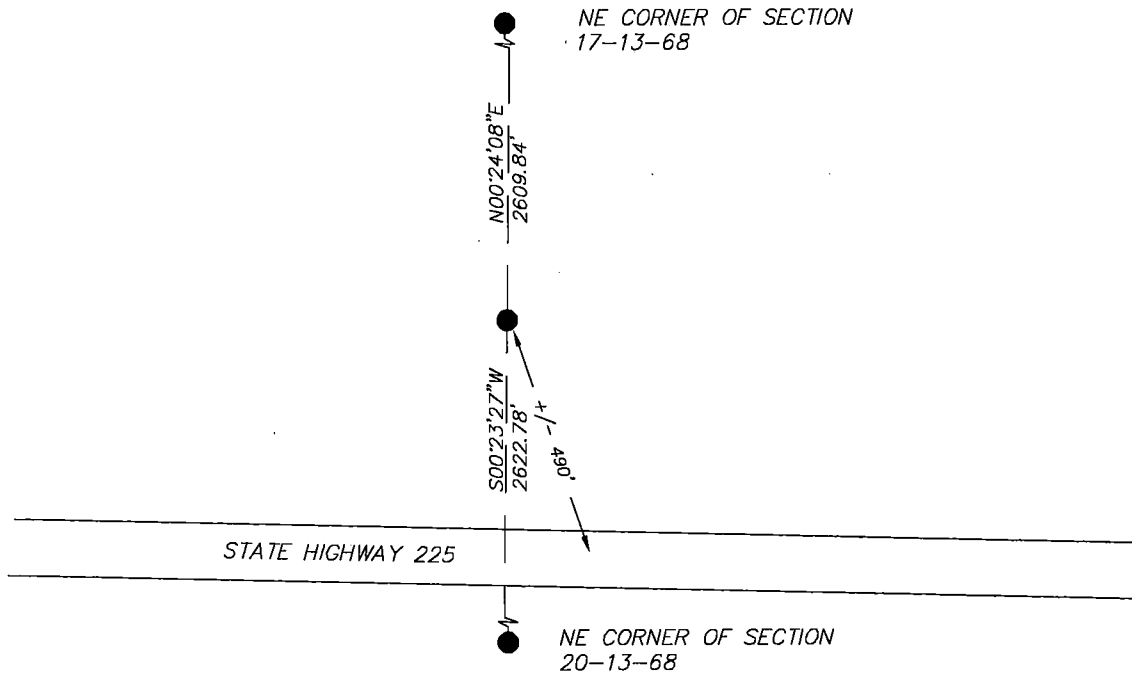 NE CORNER OF SECTION
17-13-68
N00°24'08"E
2609.84'
S00°23'27"W
2622.78'
+/- 490'
STATE HIGHWAY 225
NE CORNER OF SECTION
20-13-68